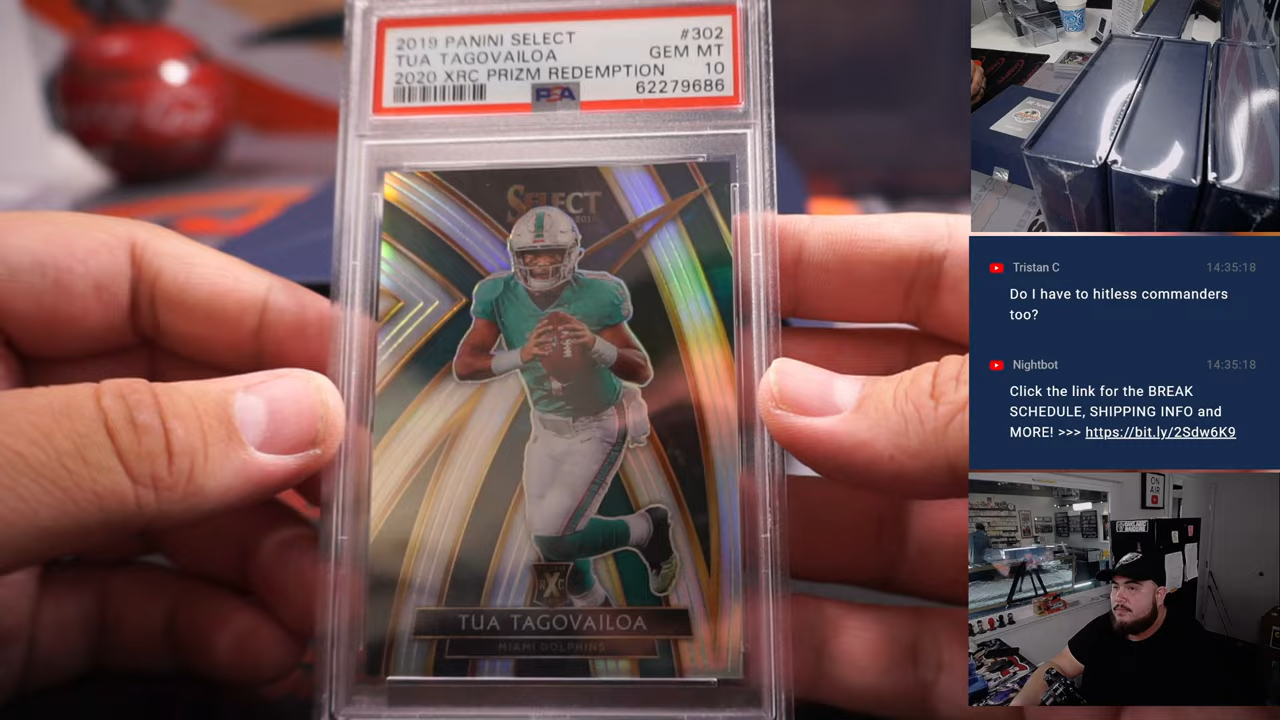 2019 PANINI SELECT #302
TUA TAGOVAILOA GEM MT
2020 XRC PRIZM REDEMPTION 10
PSA 62279686
SELECT
XRC
TUA TAGOVAILOA
MIAMI DOLPHINS
Tristan C 14:35:18
Do I have to hitless commanders
too?
Nightbot 14:35:18
Click the link for the BREAK
SCHEDULE, SHIPPING INFO and
MORE! >>> https://bit.ly/2Sdw6K9
ON
AIR